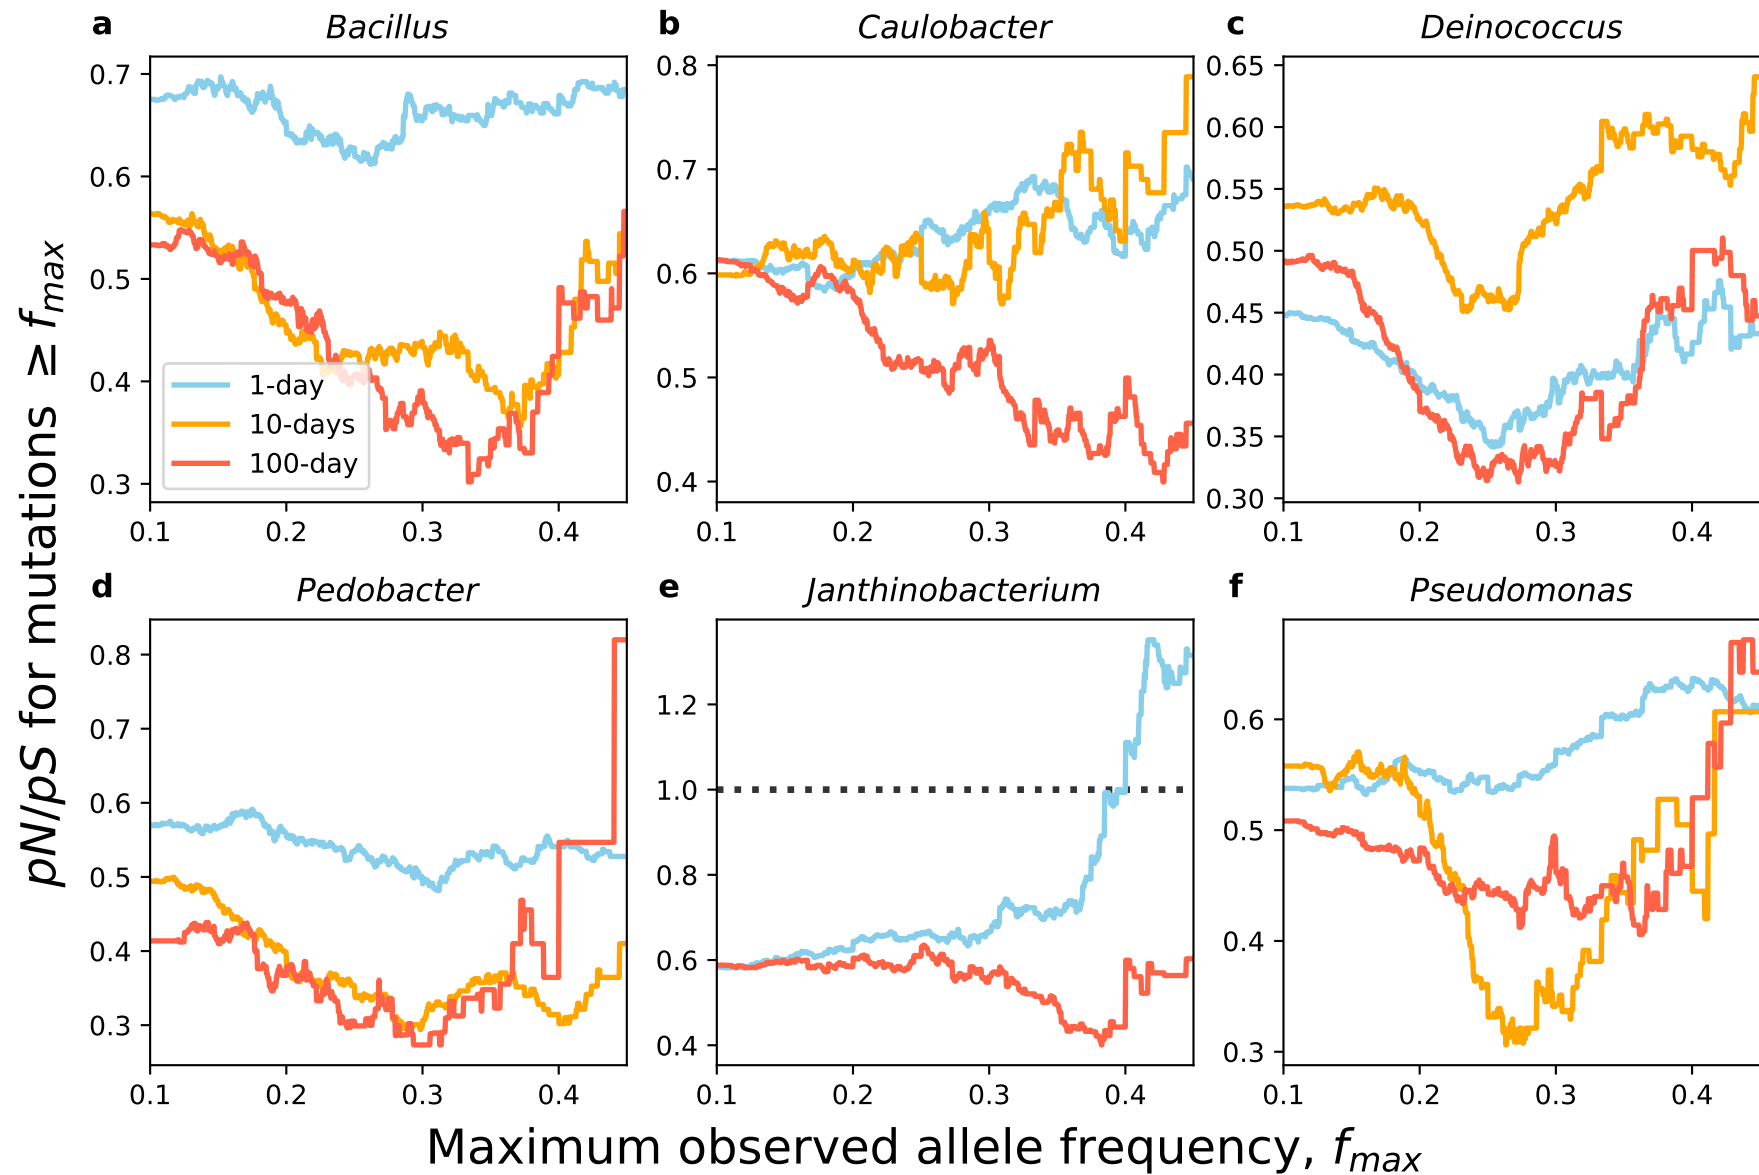 a Bacillus
b Caulobacter
c Deinococcus
pN/pS for mutations ≥ fmax
0.7
0.6
0.5
0.4
0.3
1-day
10-days
100-day
0.1 0.2 0.3 0.4
0.8
0.7
0.6
0.5
0.4
0.1 0.2 0.3 0.4
0.65
0.60
0.55
0.50
0.45
0.40
0.35
0.30
0.1 0.2 0.3 0.4
d Pedobacter
e Janthinobacterium
f Pseudomonas
0.8
0.7
0.6
0.5
0.4
0.3
0.1 0.2 0.3 0.4
1.2
1.0
0.8
0.6
0.4
0.1 0.2 0.3 0.4
0.6
0.5
0.4
0.3
0.1 0.2 0.3 0.4
Maximum observed allele frequency, fmax